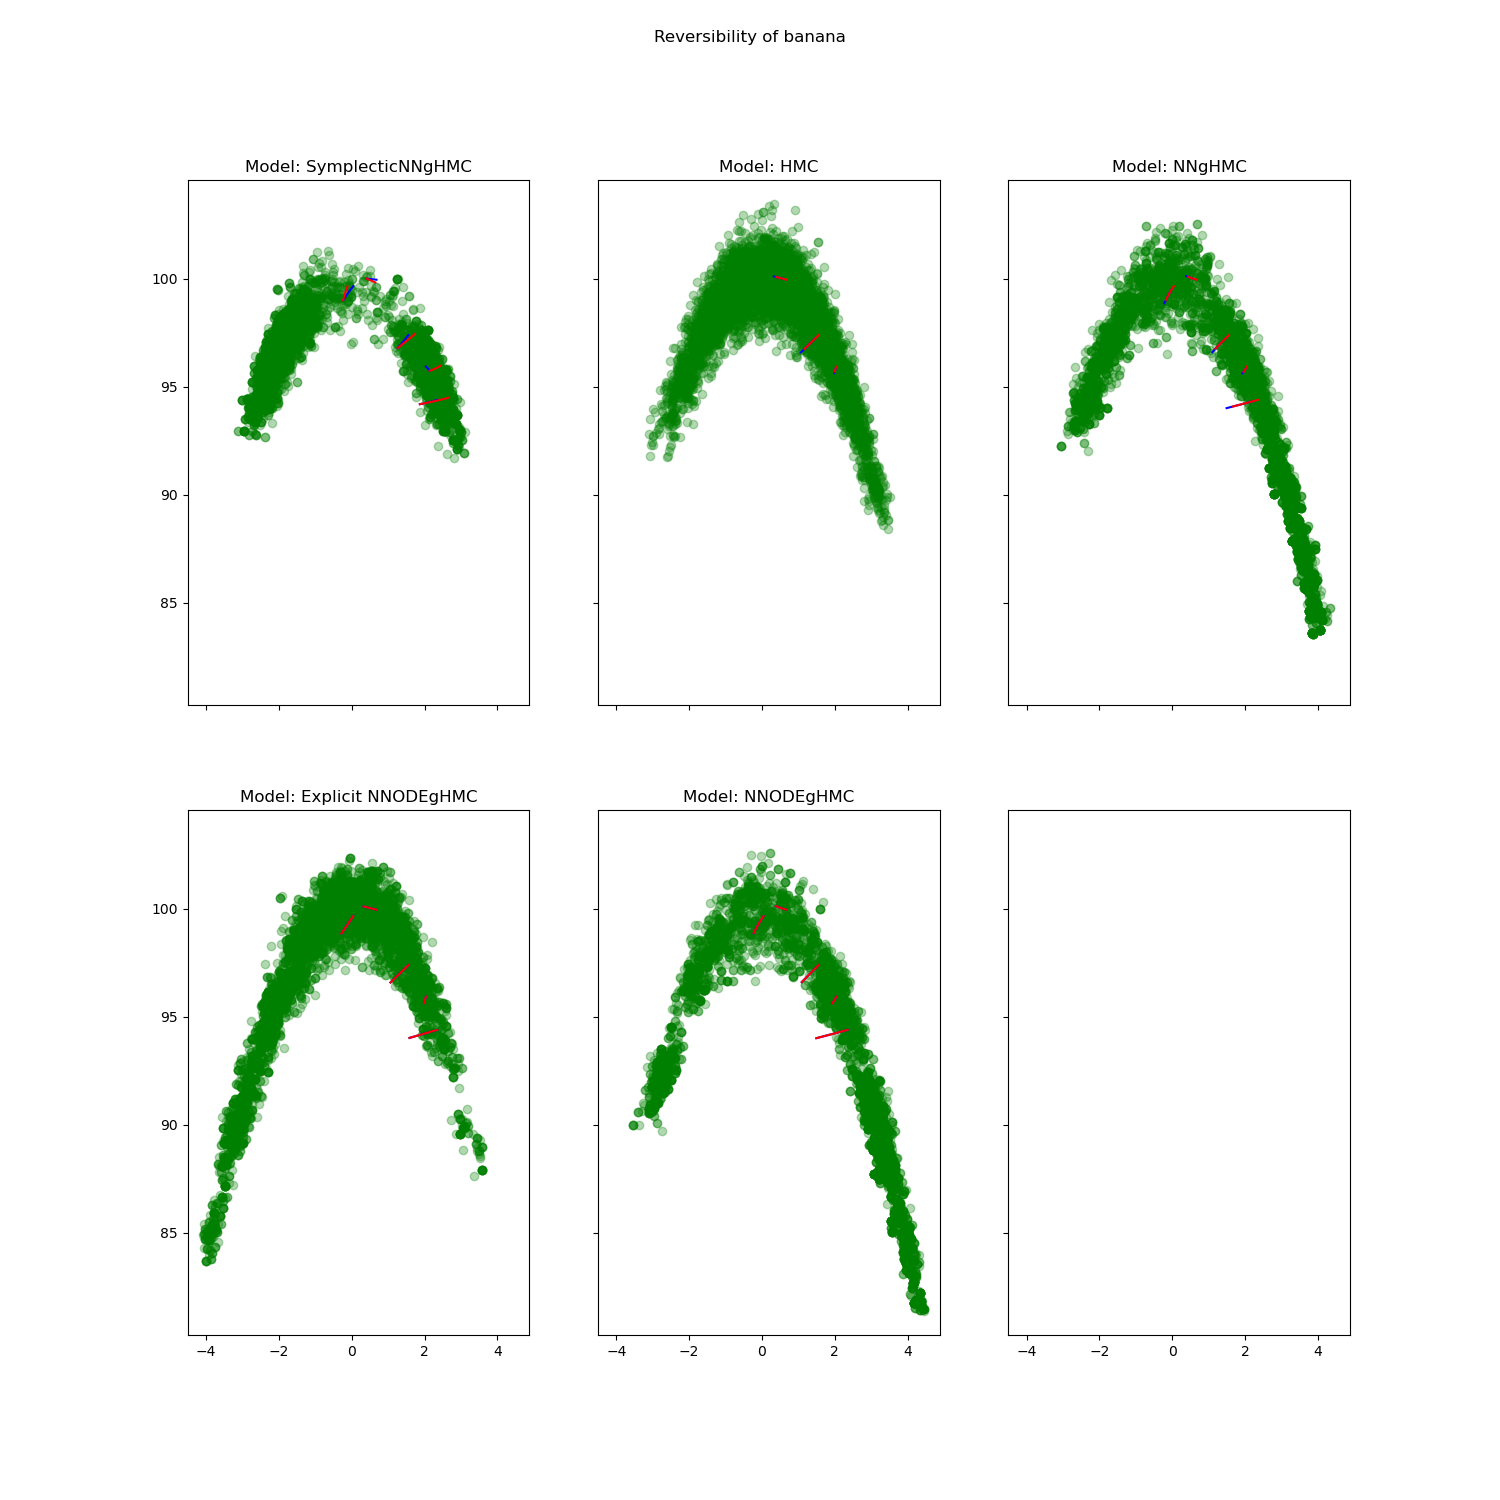 Reversibility of banana
Model: SymplecticNNgHMC
Model: HMC
Model: NNgHMC
100
95
90
85
Model: Explicit NNODEgHMC
Model: NNODEgHMC
100
95
90
85
−4 −2 0 2 4
−4 −2 0 2 4
−4 −2 0 2 4